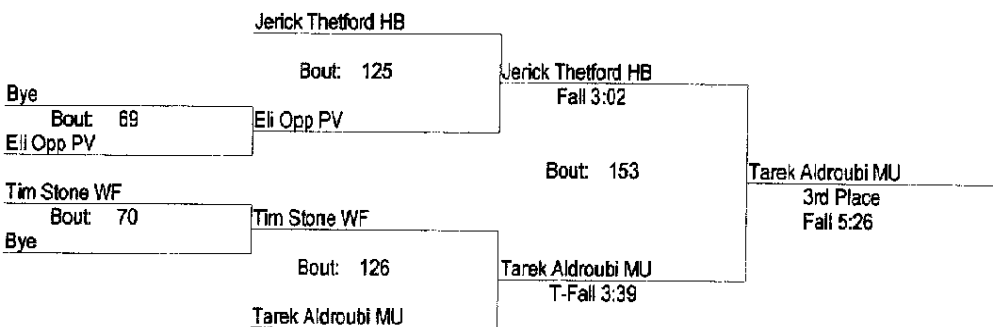 Jerick Thetford HB
Bout: 125
Jerick Thetford HB
Fall 3:02
Bye
Bout: 69
Eli Opp PV
Eli Opp PV
Bout: 153
Tarek Aldroubi MU
3rd Place
Fall 5:26
Tim Stone WF
Bout: 70
Tim Stone WF
Bye
Bout: 126
Tarek Aldroubi MU
T-Fall 3:39
Tarek Aldroubi MU